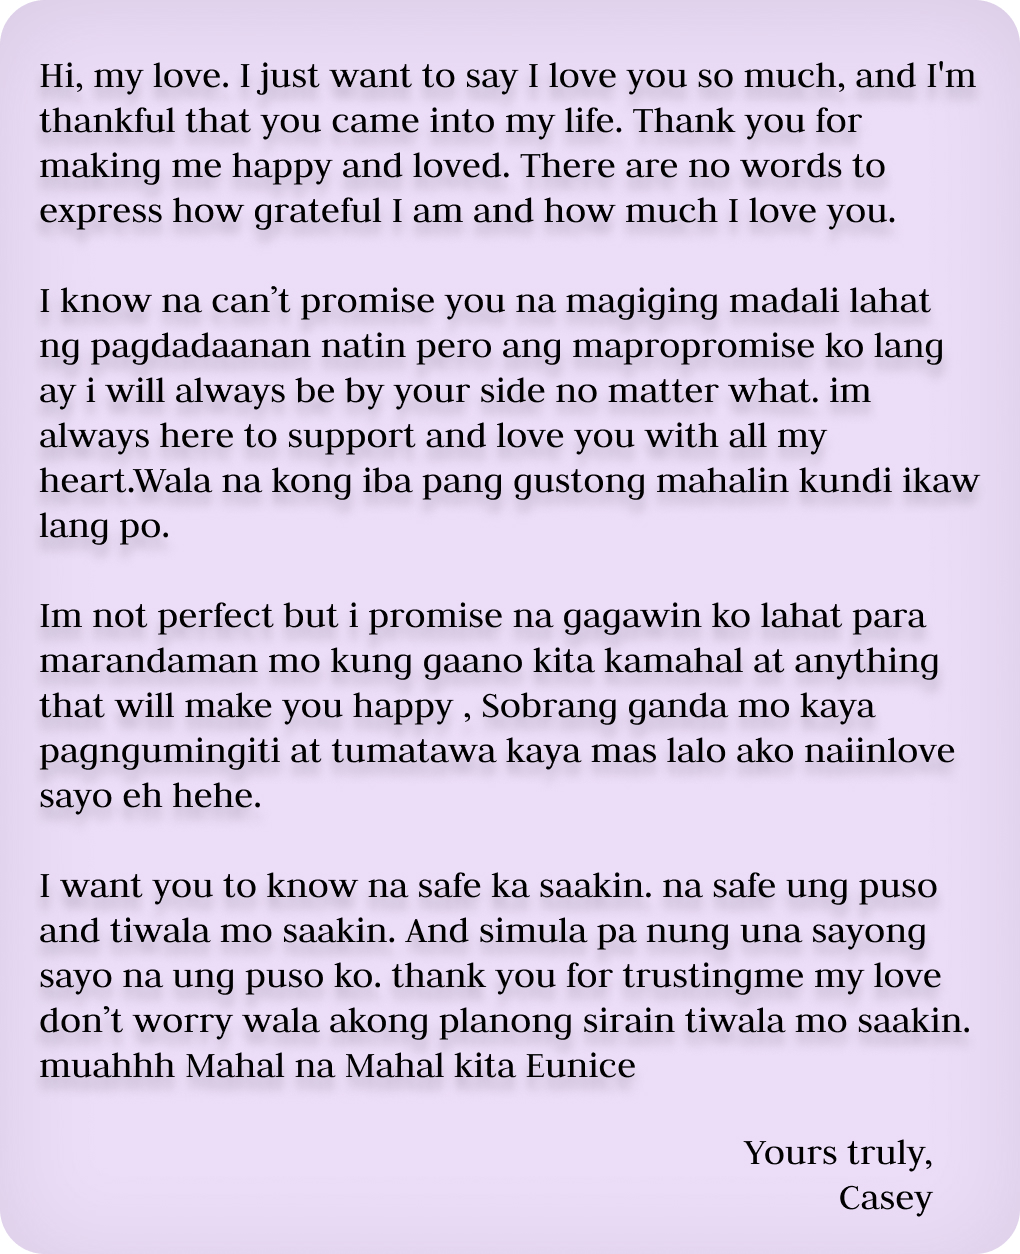 Hi, my love. I just want to say I love you so much, and I'm
thankful that you came into my life. Thank you for
making me happy and loved. There are no words to
express how grateful I am and how much I love you.
I know na can’t promise you na magiging madali lahat
ng pagdadaanan natin pero ang mapropromise ko lang
ay i will always be by your side no matter what. im
always here to support and love you with all my
heart.Wala na kong iba pang gustong mahalin kundi ikaw
lang po.
Im not perfect but i promise na gagawin ko lahat para
marandaman mo kung gaano kita kamahal at anything
that will make you happy , Sobrang ganda mo kaya
pagngumingiti at tumatawa kaya mas lalo ako naiinlove
sayo eh hehe.
I want you to know na safe ka saakin. na safe ung puso
and tiwala mo saakin. And simula pa nung una sayong
sayo na ung puso ko. thank you for trustingme my love
don’t worry wala akong planong sirain tiwala mo saakin.
muahhh Mahal na Mahal kita Eunice
Yours truly,
Casey